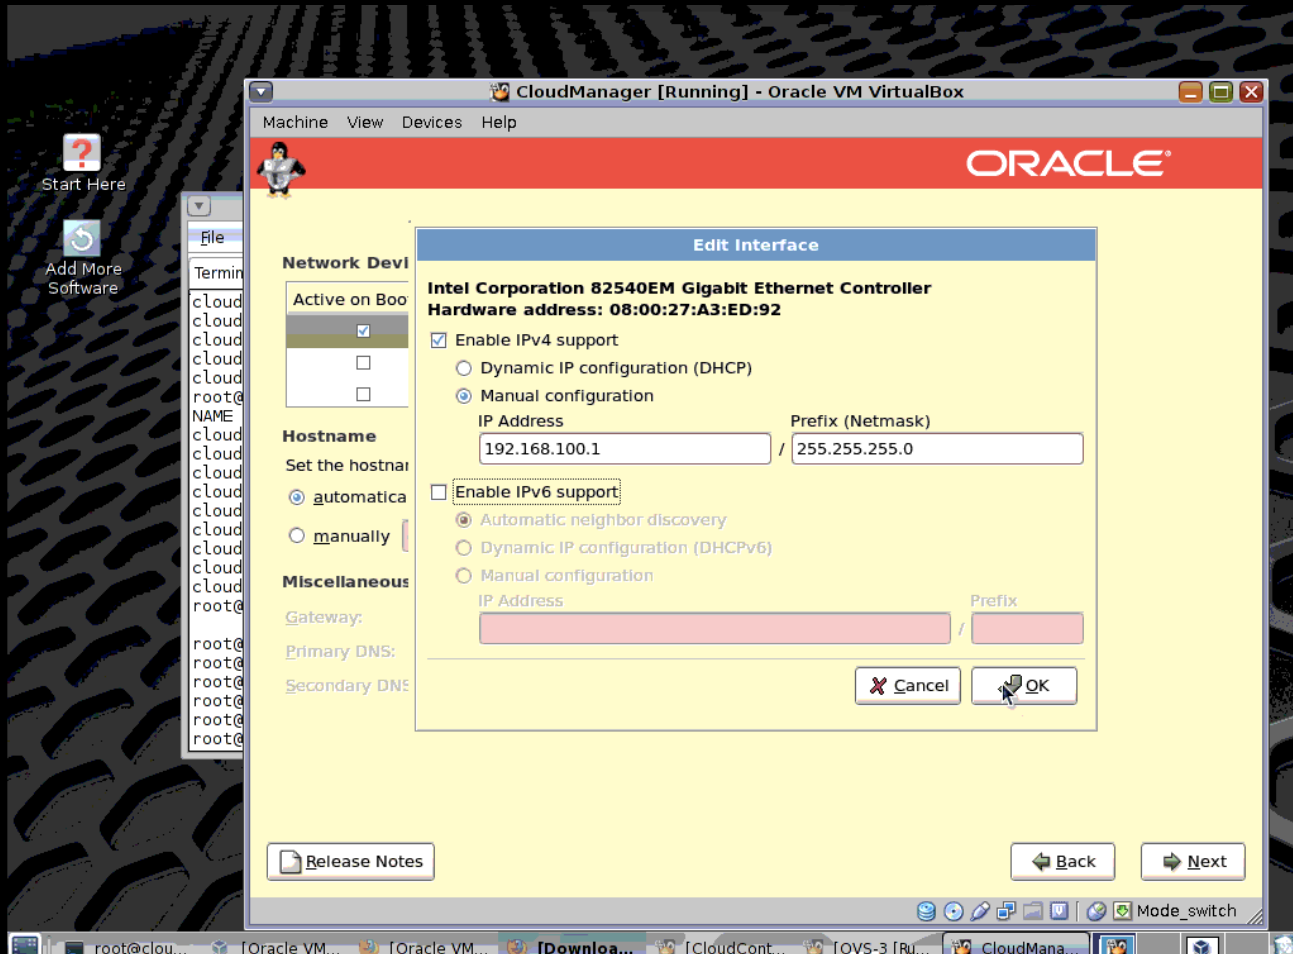 CloudManager [Running] - Oracle VM VirtualBox
Machine View Devices Help
ORACLE
Start Here
Add More
Software
File
Termin
cloud
cloud
cloud
cloud
cloud
root@
NAME
cloud
cloud
cloud
cloud
cloud
cloud
cloud
cloud
cloud
root@
root@
root@
root@
root@
root@
root@
Network Devi
Active on Boo
Hostname
Set the hostnar
automatica
manually
Miscellaneous
Gateway:
Primary DNS:
Secondary DNS
Edit Interface
Intel Corporation 82540EM Gigabit Ethernet Controller
Hardware address: 08:00:27:A3:ED:92
Enable IPv4 support
Dynamic IP configuration (DHCP)
Manual configuration
IP Address Prefix (Netmask)
192.168.100.1 / 255.255.255.0
Enable IPv6 support
Automatic neighbor discovery
Dynamic IP configuration (DHCPv6)
Manual configuration
IP Address Prefix
/
Cancel OK
Release Notes Back Next
Mode_switch
root@clou... [Oracle VM... [Oracle VM... [Downloa... [CloudCont... [OVS-3 [Ru... CloudMana...